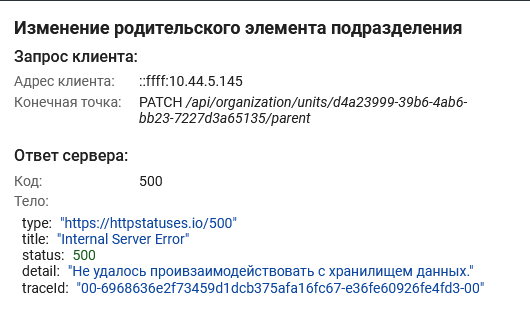 Изменение родительского элемента подразделения
Запрос клиента:
Адрес клиента: ::ffff:10.44.5.145
Конечная точка: PATCH /api/organization/units/d4a23999-39b6-4ab6-
bb23-7227d3a65135/parent
Ответ сервера:
Код: 500
Тело:
type: "https://httpstatuses.io/500"
title: "Internal Server Error"
status: 500
detail: "Не удалось провзаимодействовать с хранилищем данных."
traceId: "00-6968636e2f73459d1dcb375afa16fc67-e36fe60926fe4fd3-00"